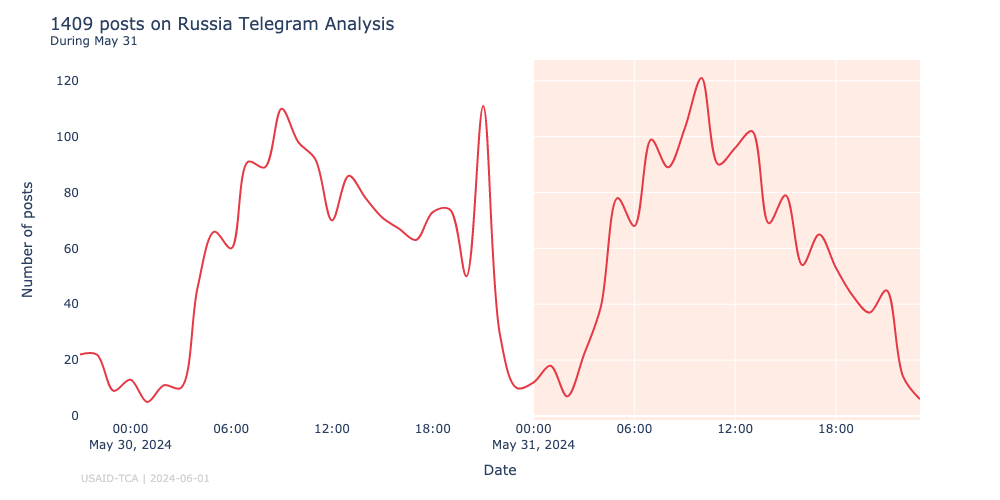 1409 posts on Russia Telegram Analysis
During May 31
120
100
80
60
40
20
0
Number of posts
00:00
May 30, 2024
06:00
12:00
18:00
00:00
May 31, 2024
06:00
12:00
18:00
Date
USAID-TCA | 2024-06-01